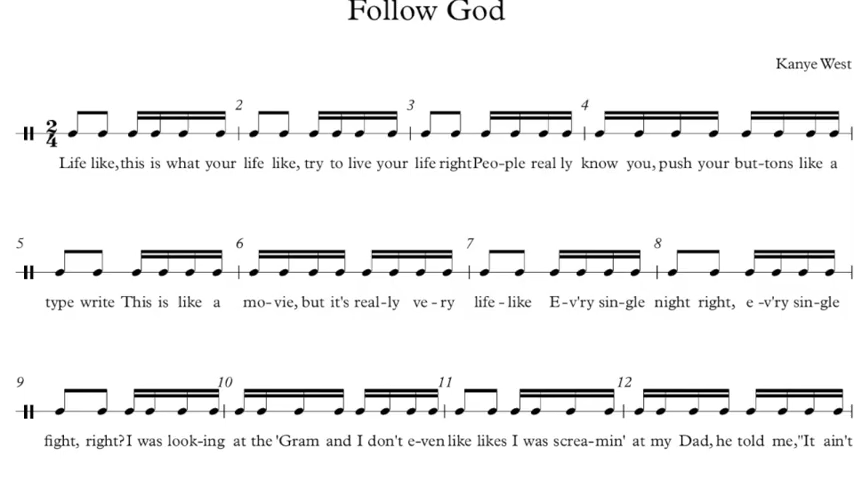 Follow God
Kanye West
2 3 4
2
4
Life like, this is what your life like, try to live your life right Peo-ple real ly know you, push your but-tons like a
5 6 7 8
type write This is like a mo-vie, but it's real-ly ve-ry life-like E-v'ry sin-gle night right, e-v'ry sin-gle
9 10 11 12
fight, right? I was look-ing at the 'Gram and I don't e-ven like likes I was screa-min' at my Dad, he told me, "It ain't